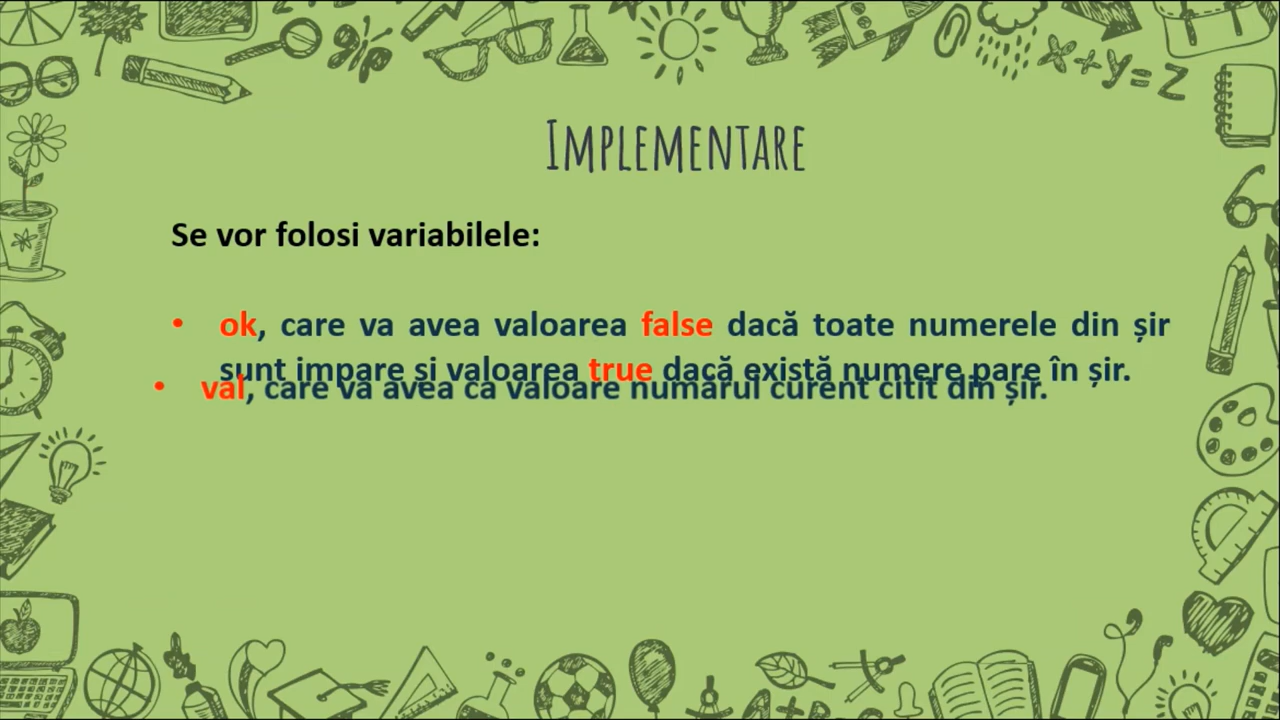 x+y=z
IMPLEMENTARE
Se vor folosi variabilele:
• ok, care va avea valoarea false dacă toate numerele din șir
sunt impare și valoarea true dacă există numere pare în șir.
• val, care va avea ca valoare numărul curent citit din șir.